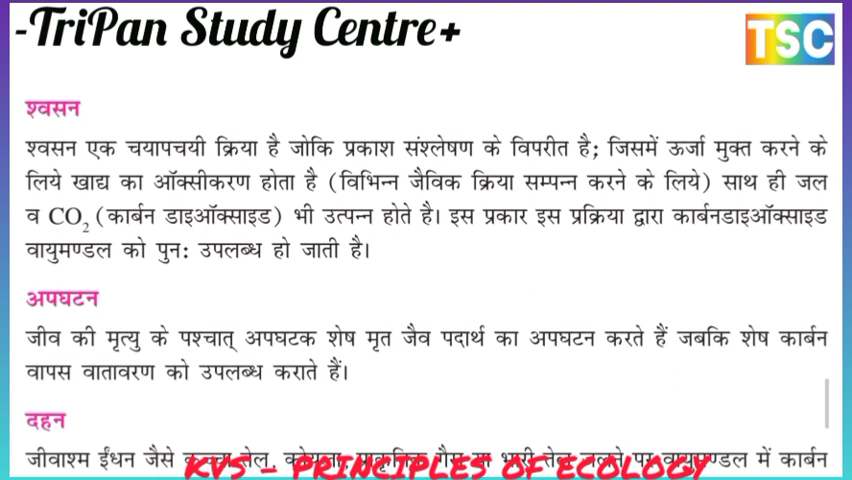 -TriPan Study Centre+
TSC
श्वसन
श्वसन एक चयापचयी क्रिया है जोकि प्रकाश संश्लेषण के विपरीत है; जिसमें ऊर्जा मुक्त करने के
लिये खाद्य का ऑक्सीकरण होता है (विभिन्न जैविक क्रिया सम्पन्न करने के लिये) साथ ही जल
व CO₂ (कार्बन डाइऑक्साइड) भी उत्पन्न होते है। इस प्रकार इस प्रक्रिया द्वारा कार्बनडाइऑक्साइड
वायुमण्डल को पुनः उपलब्ध हो जाती है।
अपघटन
जीव की मृत्यु के पश्चात् अपघटक शेष मृत जैव पदार्थ का अपघटन करते हैं जबकि शेष कार्बन
वापस वातावरण को उपलब्ध कराते हैं।
दहन
जीवाश्म ईंधन जैसे कच्चा तेल, कोयला, प्राकृतिक गैस या भारी तेल जलने पर वायुमण्डल में कार्बन
KVS - PRINCIPLES OF ECOLOGY